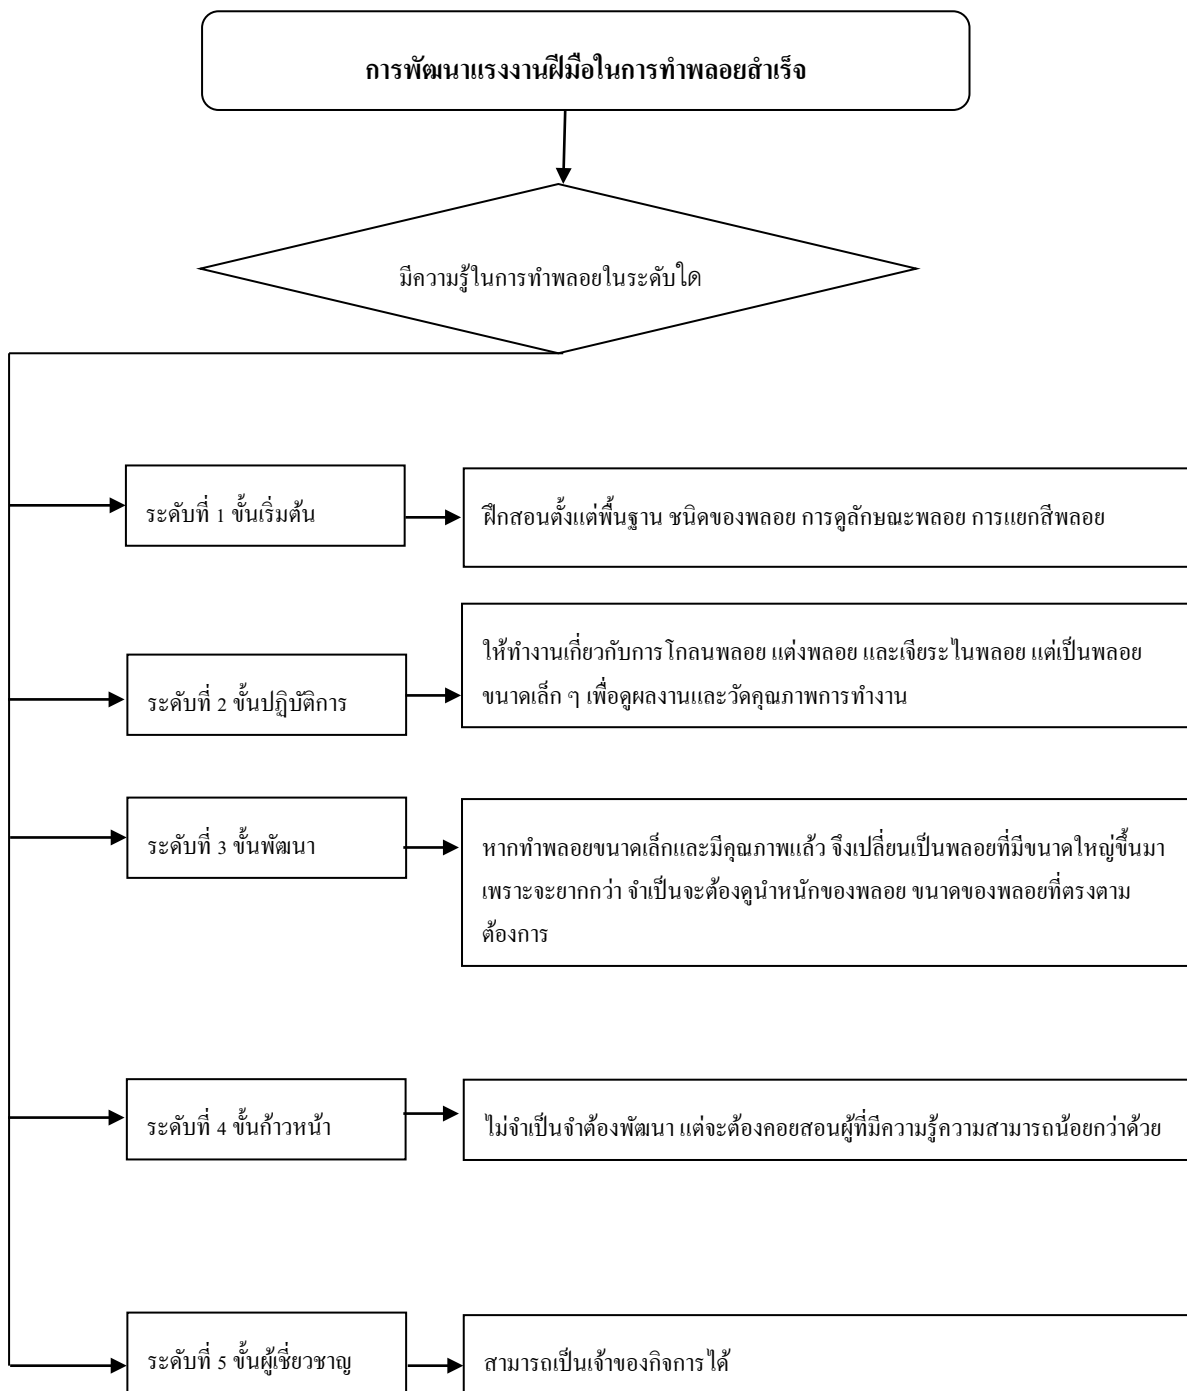 การพัฒนาแรงงานฝีมือในการทำพลอยสำเร็จ
มีความรู้ในการทำพลอยในระดับใด
ระดับที่ 1 ขั้นเริ่มต้น
ฝึกสอนตั้งแต่พื้นฐาน ชนิดของพลอย การดูลักษณะพลอย การแยกสีพลอย
ระดับที่ 2 ขั้นปฏิบัติการ
ให้ทำงานเกี่ยวกับการโกลนพลอย แต่งพลอย และเจียระไนพลอย แต่เป็นพลอย
ขนาดเล็ก ๆ เพื่อดูผลงานและวัดคุณภาพการทำงาน
ระดับที่ 3 ขั้นพัฒนา
หากทำพลอยขนาดเล็กและมีคุณภาพแล้ว จึงเปลี่ยนเป็นพลอยที่มีขนาดใหญ่ขึ้นมา
เพราะจะยากกว่า จำเป็นจะต้องดูนำหนักของพลอย ขนาดของพลอยที่ตรงตาม
ต้องการ
ระดับที่ 4 ขั้นก้าวหน้า
ไม่จำเป็นจำต้องพัฒนา แต่จะต้องคอยสอนผู้ที่มีความรู้ความสามารถน้อยกว่าด้วย
ระดับที่ 5 ขั้นผู้เชี่ยวชาญ
สามารถเป็นเจ้าของกิจการได้